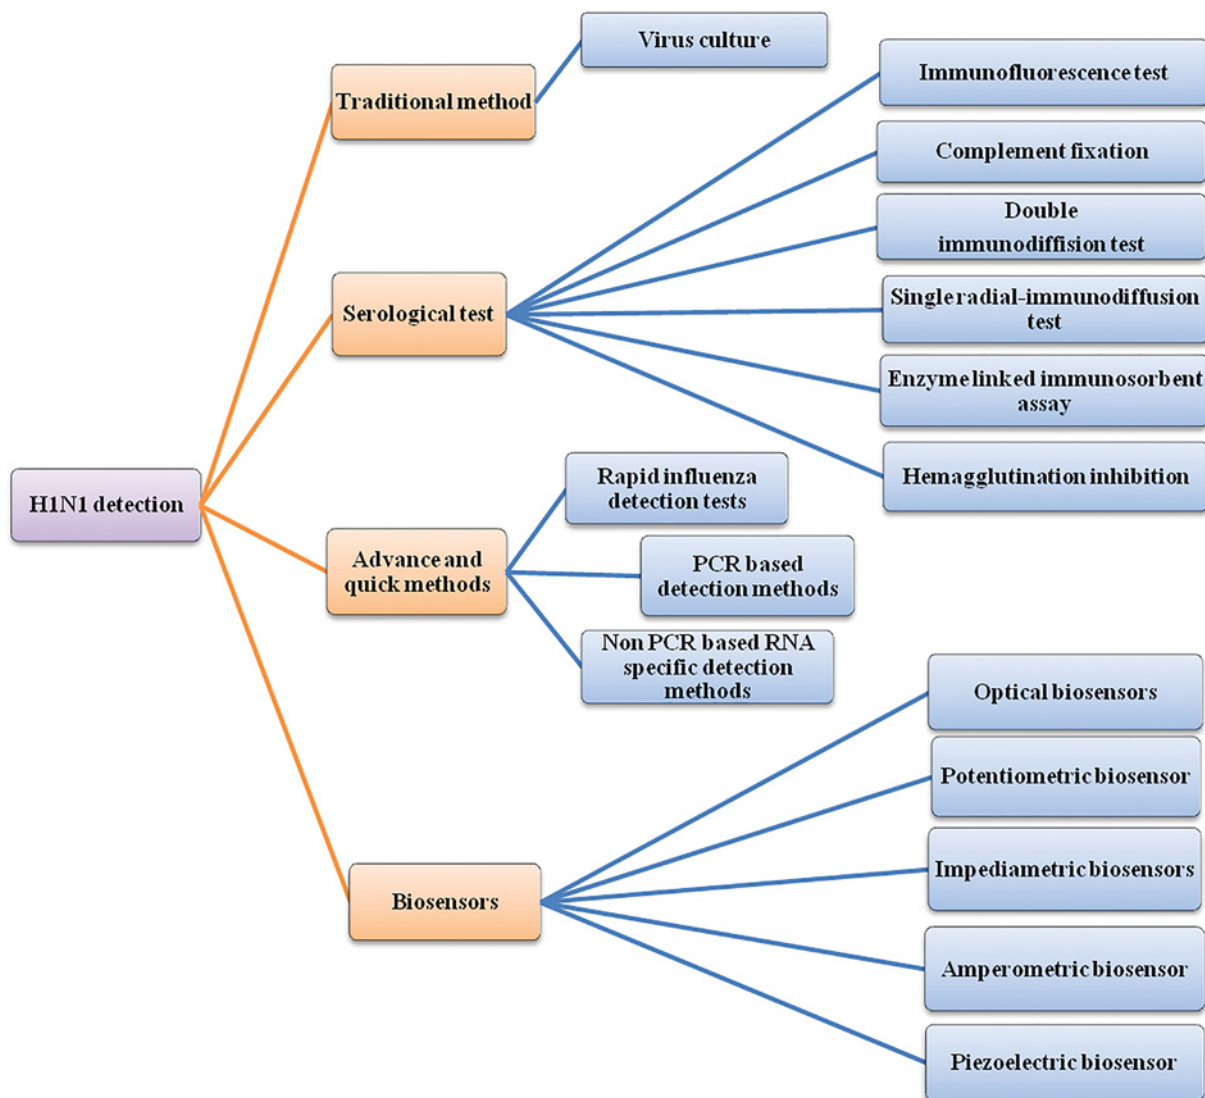 Virus culture
Traditional method
Immunofluorescence test
Complement fixation
Double
immunodiffision test
Serological test
Single radial-immunodiffusion
test
Enzyme linked immunosorbent
assay
Hemagglutination inhibition
H1N1 detection
Rapid influenza
detection tests
Advance and
quick methods
PCR based
detection methods
Non PCR based RNA
specific detection
methods
Optical biosensors
Potentiometric biosensor
Impediametric biosensors
Biosensors
Amperometric biosensor
Piezoelectric biosensor